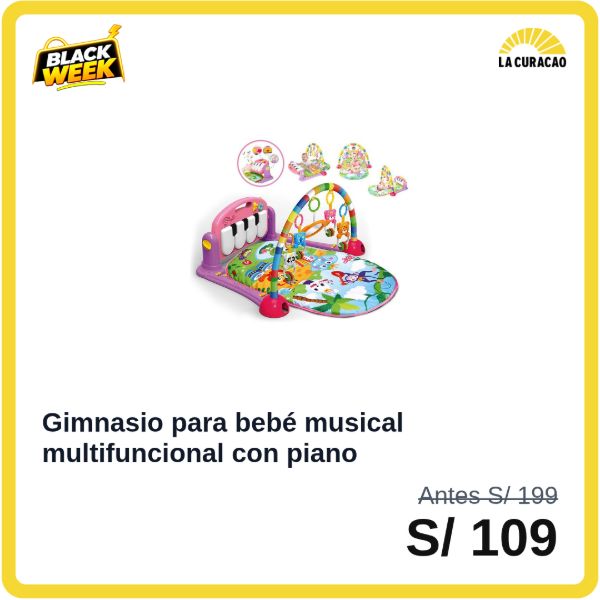 BLACK
WEEK
LA CURACAO
Gimnasio para bebé musical
multifuncional con piano
Antes S/ 199
S/ 109